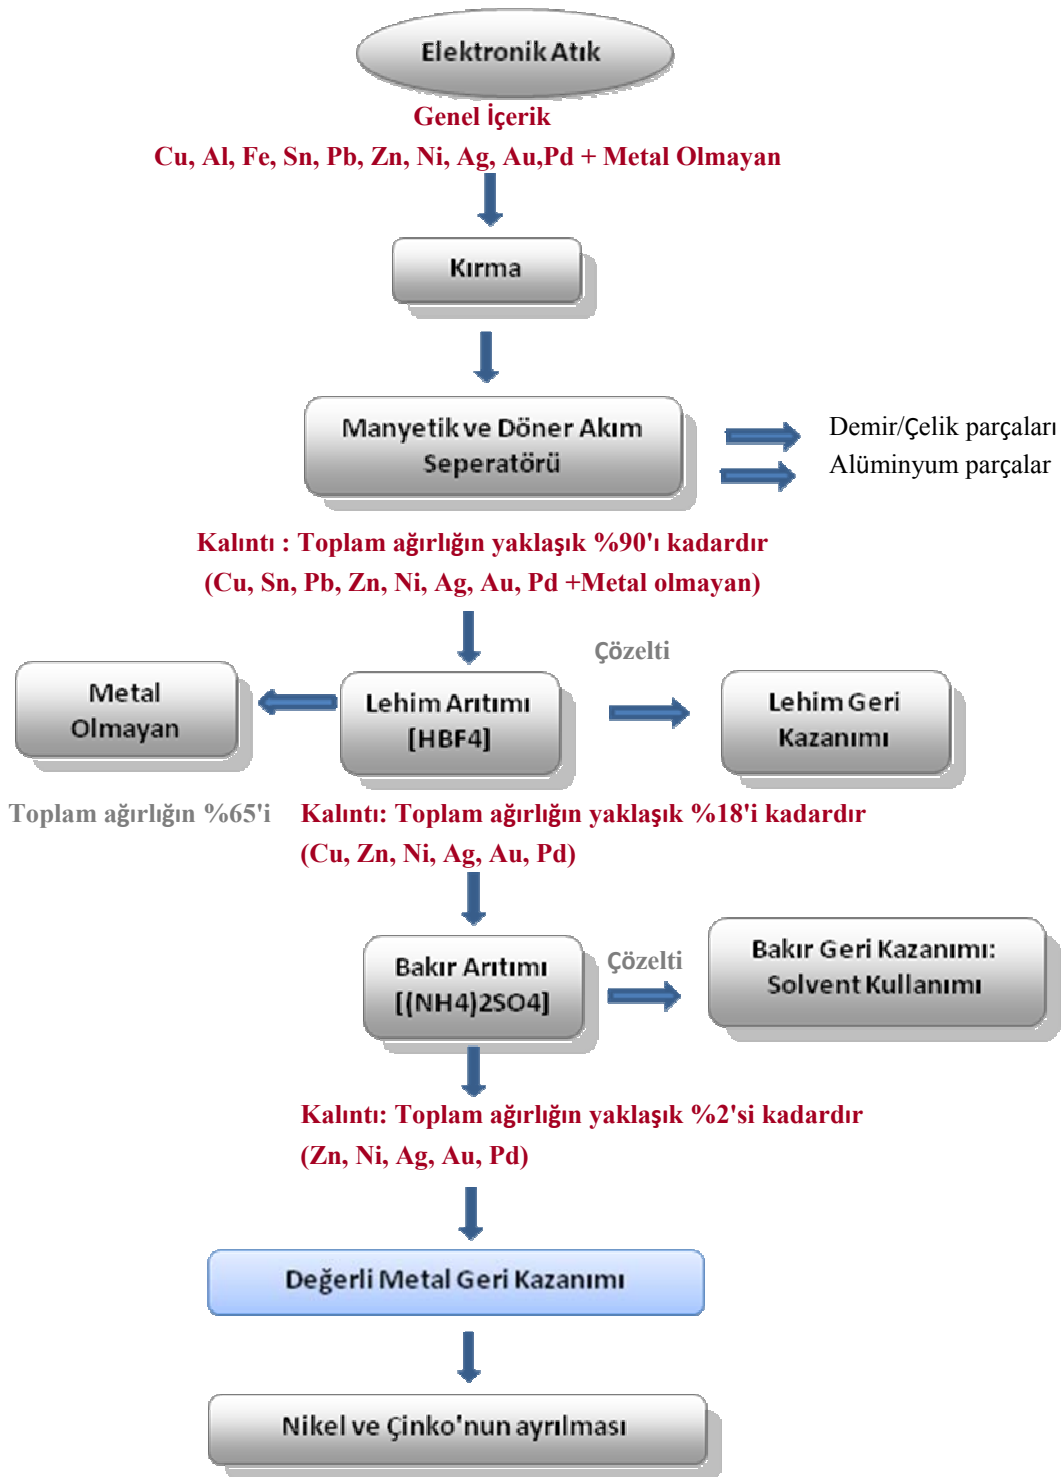 Elektronik Atık
Genel İçerik
Cu, Al, Fe, Sn, Pb, Zn, Ni, Ag, Au,Pd + Metal Olmayan
Kırma
Manyetik ve Döner Akım
Seperatörü
Demir/Çelik parçaları
Alüminyum parçalar
Kalıntı : Toplam ağırlığın yaklaşık %90'ı kadardır
(Cu, Sn, Pb, Zn, Ni, Ag, Au, Pd +Metal olmayan)
Çözelti
Metal
Olmayan
Lehim Arıtımı
[HBF4]
Lehim Geri
Kazanımı
Toplam ağırlığın %65'i
Kalıntı: Toplam ağırlığın yaklaşık %18'i kadardır
(Cu, Zn, Ni, Ag, Au, Pd)
Bakır Arıtımı
[(NH4)2SO4]
Çözelti
Bakır Geri Kazanımı:
Solvent Kullanımı
Kalıntı: Toplam ağırlığın yaklaşık %2'si kadardır
(Zn, Ni, Ag, Au, Pd)
Değerli Metal Geri Kazanımı
Nikel ve Çinko'nun ayrılması